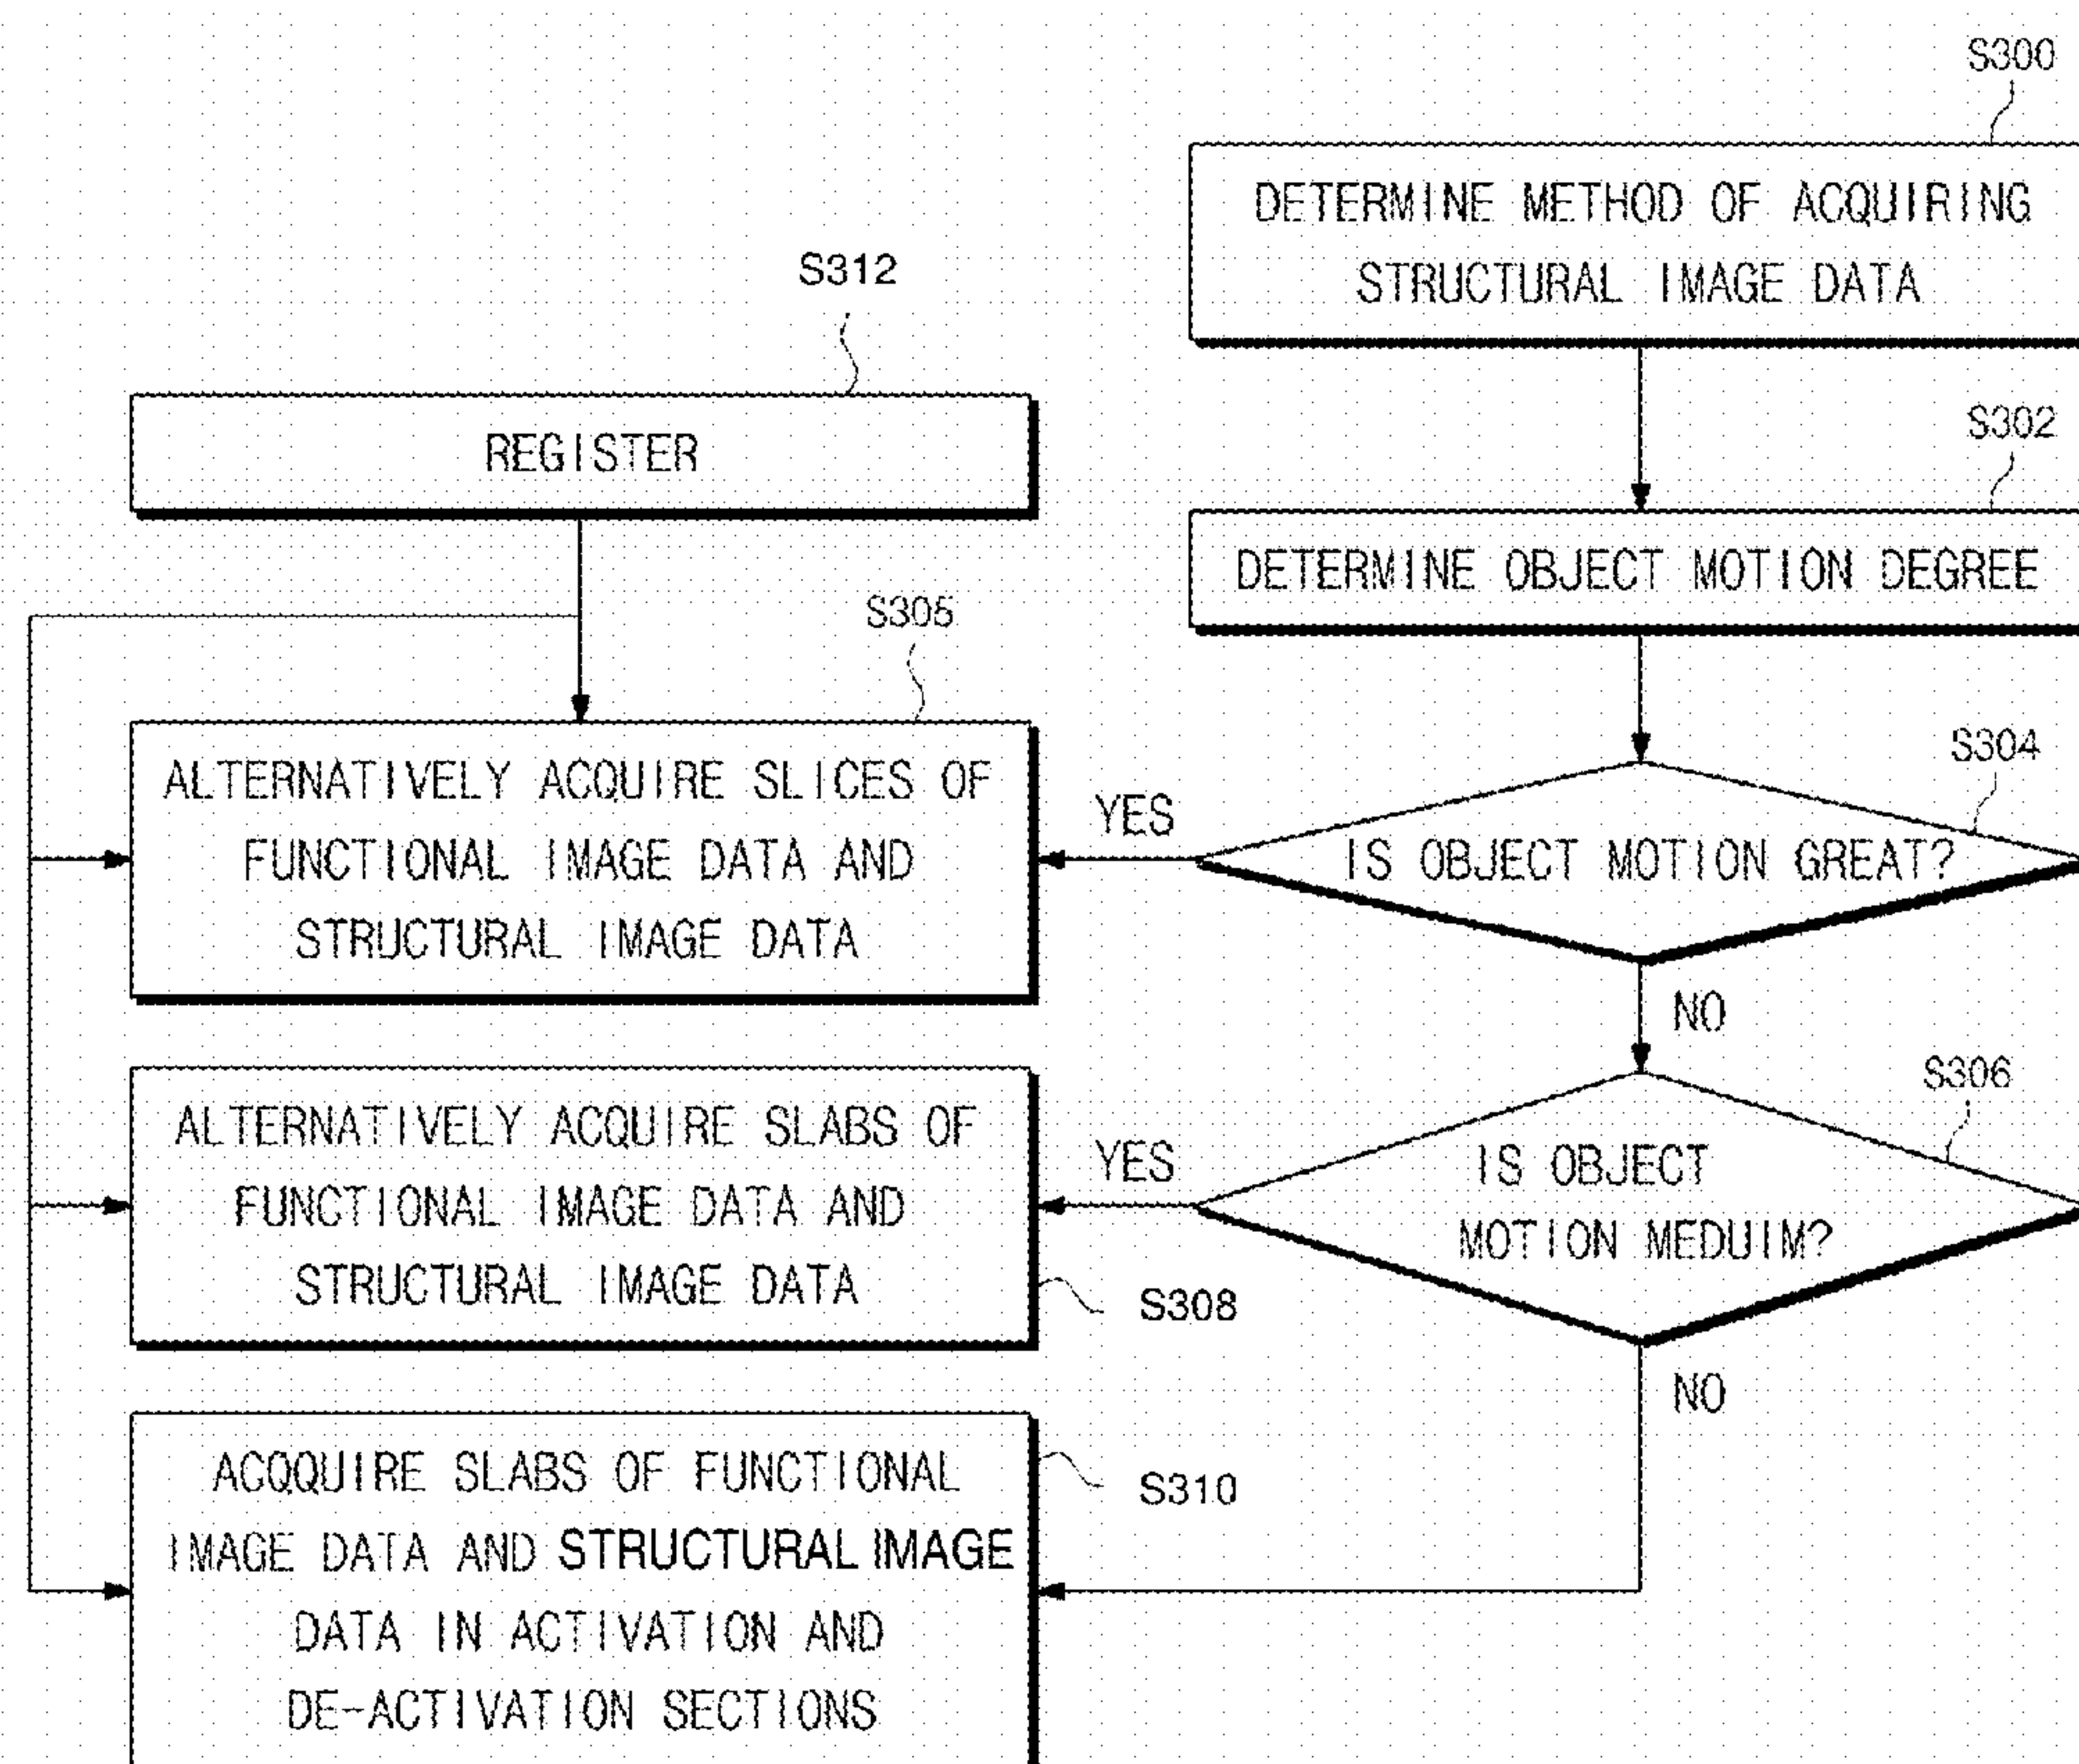 S300
DETERMINE METHOD OF ACQUIRING
STRUCTURAL IMAGE DATA
S312
REGISTER
S302
DETERMINE OBJECT MOTION DEGREE
S305
ALTERNATIVELY ACQUIRE SLICES OF
FUNCTIONAL IMAGE DATA AND
STRUCTURAL IMAGE DATA
YES
S304
IS OBJECT MOTION GREAT?
NO
ALTERNATIVELY ACQUIRE SLABS OF
FUNCTIONAL IMAGE DATA AND
STRUCTURAL IMAGE DATA
S308
YES
S306
IS OBJECT
MOTION MEDUIM?
NO
ACQQUIRE SLABS OF FUNCTIONAL
IMAGE DATA AND STRUCTURAL IMAGE
DATA IN ACTIVATION AND
DE-ACTIVATION SECTIONS
S310